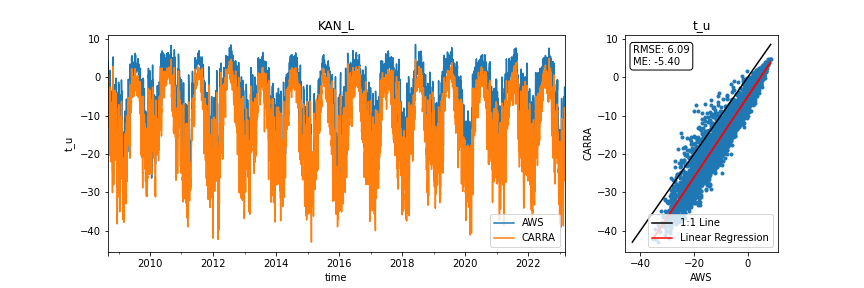 KAN_L
t_u
10
0
−10
−20
−30
−40
t_u
2010
2012
2014
2016
2018
2020
2022
time
AWS
CARRA
RMSE: 6.09
ME: -5.40
10
0
−10
−20
−30
−40
CARRA
−40
−20
0
AWS
1:1 Line
Linear Regression